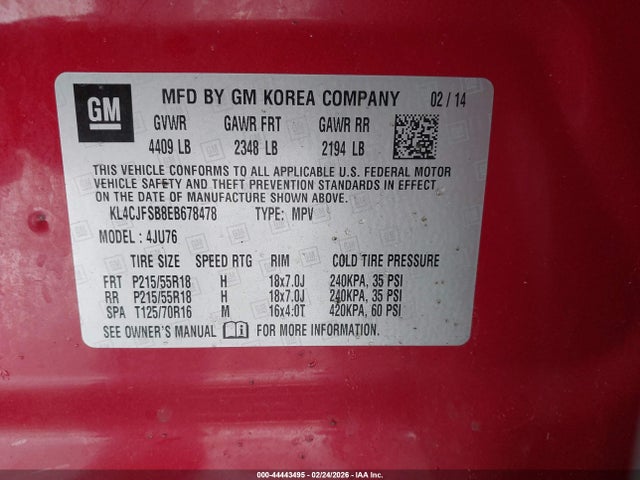 GM
MFD BY GM KOREA COMPANY 02 / 14
GVWR GAWR FRT GAWR RR
4409 LB 2348 LB 2194 LB
THIS VEHICLE CONFORMS TO ALL APPLICABLE U.S. FEDERAL MOTOR
VEHICLE SAFETY AND THEFT PREVENTION STANDARDS IN EFFECT
ON THE DATE OF MANUFACTURE SHOWN ABOVE.
KL4CJFSB8EB678478 TYPE: MPV
MODEL: 4JU76
TIRE SIZE SPEED RTG RIM COLD TIRE PRESSURE
FRT P215/55R18 H 18x7.0J 240KPA, 35 PSI
RR P215/55R18 H 18x7.0J 240KPA, 35 PSI
SPA T125/70R16 M 16x4.0T 420KPA, 60 PSI
SEE OWNER'S MANUAL FOR MORE INFORMATION.
000-44443495 - 02/24/2026 - IAA Inc.